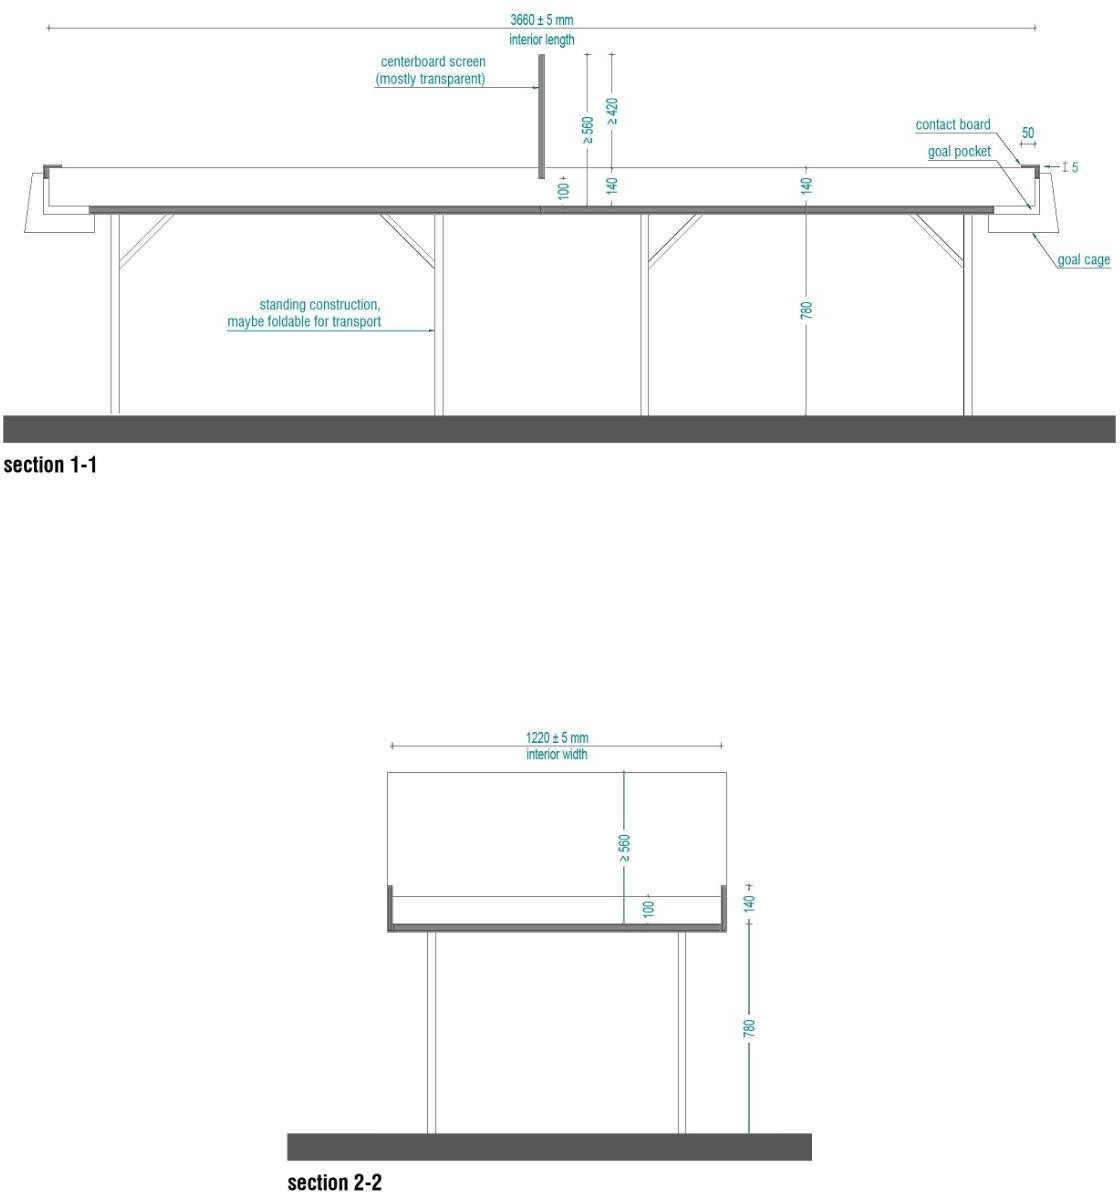 3660 ± 5 mm
interior length
centerboard screen
(mostly transparent)
≥ 560
≥ 420
contact board
50
goal pocket
5
100
140
140
goal cage
standing construction,
maybe foldable for transport
780
section 1-1
1220 ± 5 mm
interior width
≥ 560
100
140
780
section 2-2